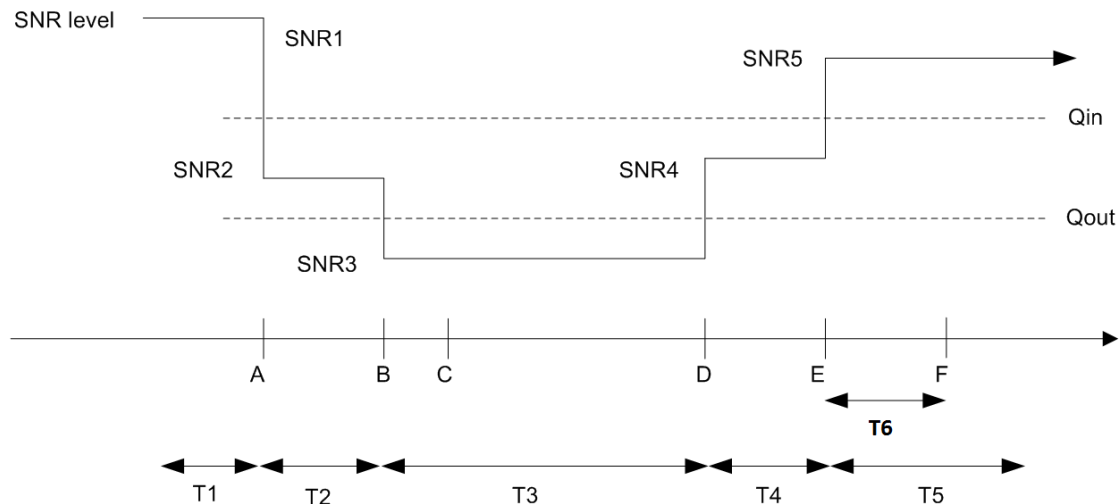 SNR level
SNR1
SNR5
Qin
SNR2
SNR4
Qout
SNR3
A B C D E F
T6
T1 T2 T3 T4 T5